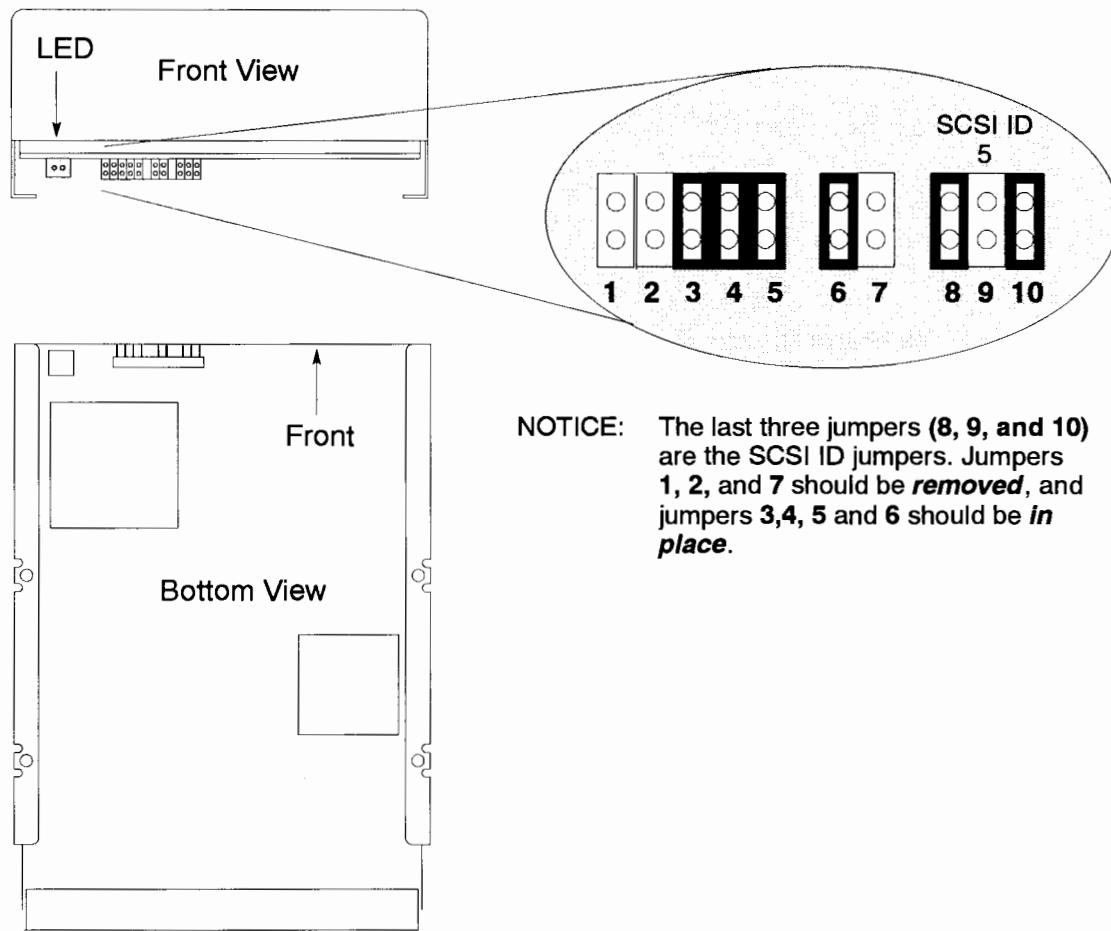 LED
Front View
SCSI ID
5
1 2 3 4 5 6 7 8 9 10
Front
Bottom View
NOTICE: The last three jumpers (8, 9, and 10)
are the SCSI ID jumpers. Jumpers
1, 2, and 7 should be removed, and
jumpers 3,4, 5 and 6 should be in
place.